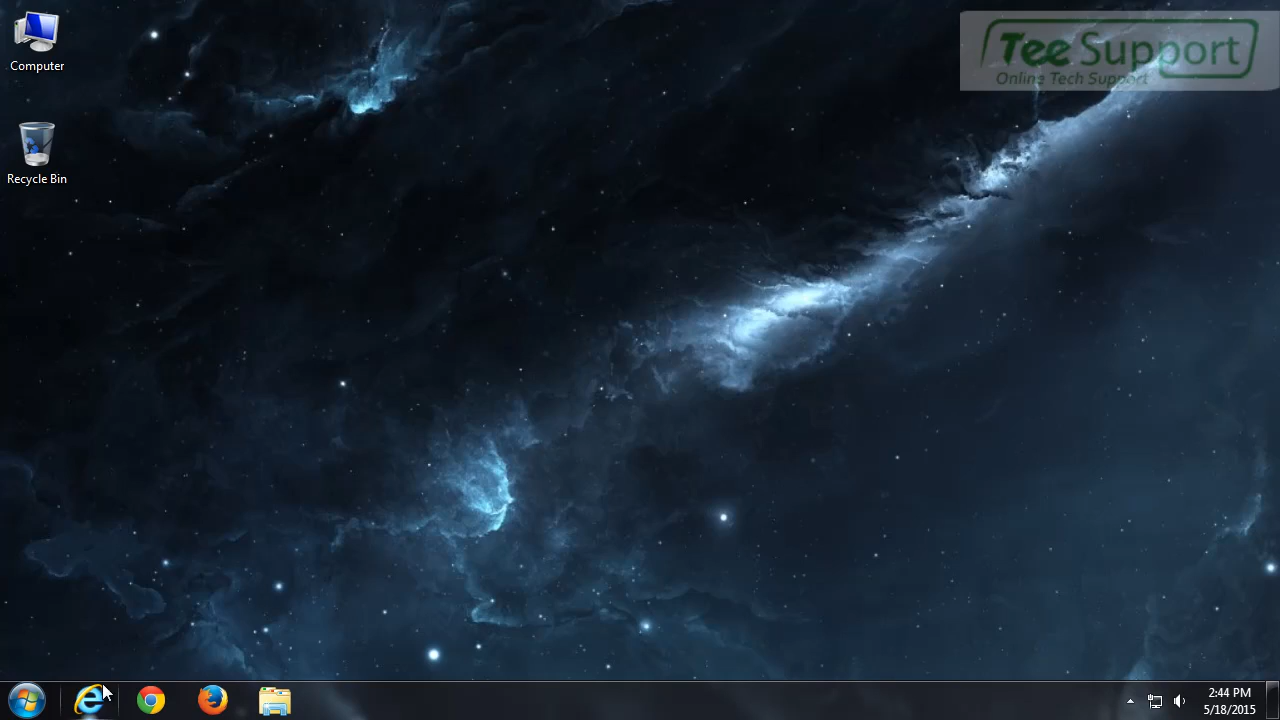 Computer
Tee Support
Online Tech Support
Recycle Bin
2:44 PM
5/18/2015